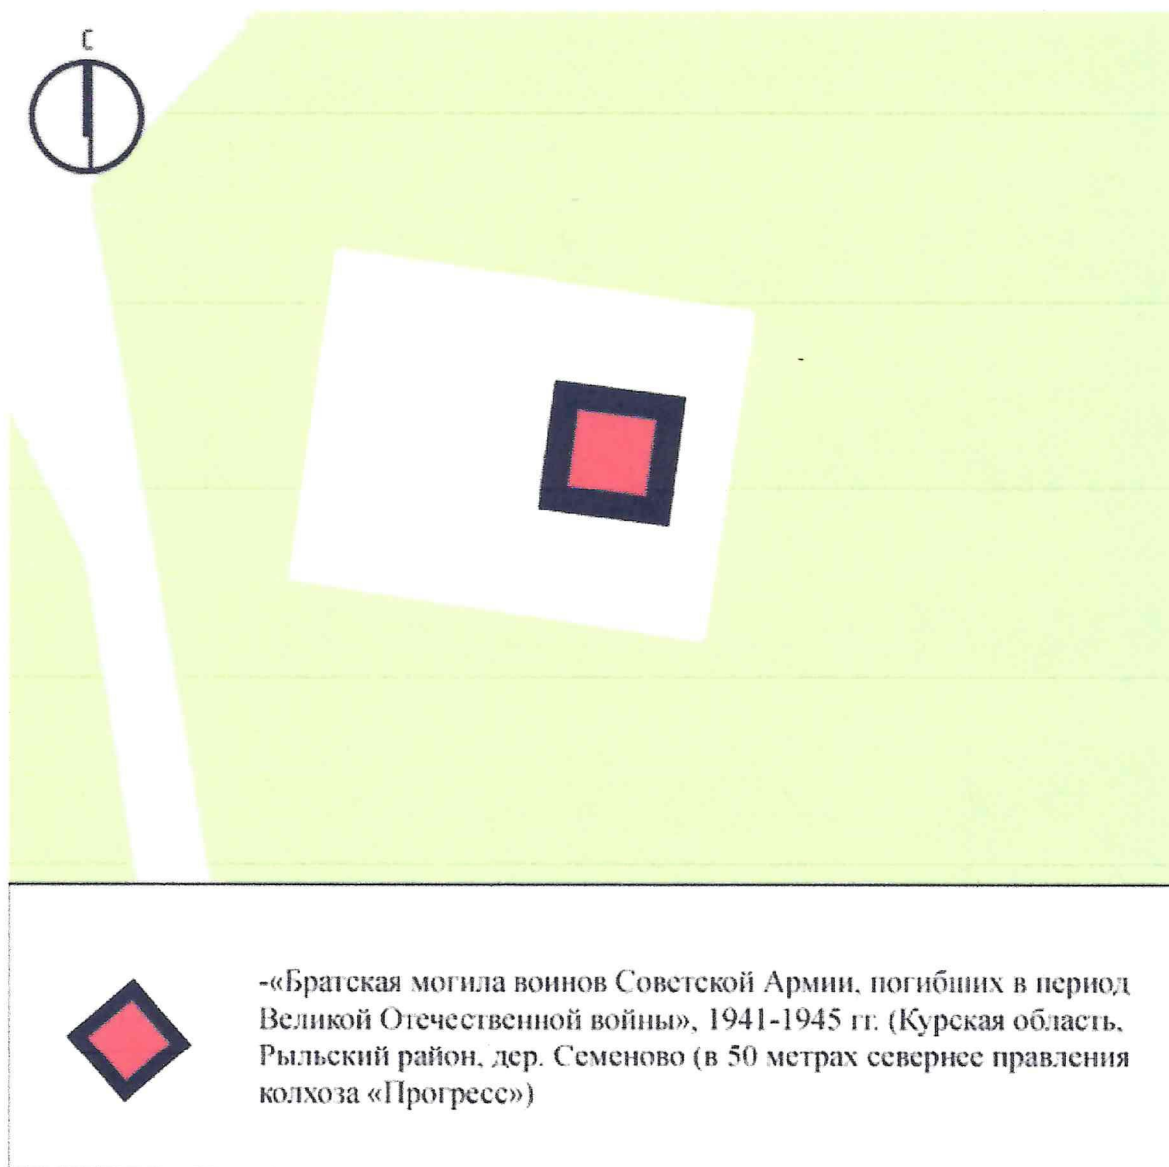 С
-«Братская могила воинов Советской Армии, погибших в период
Великой Отечественной войны», 1941-1945 гг. (Курская область,
Рыльский район, дер. Семеново (в 50 метрах севернее правления
колхоза «Прогресс»)